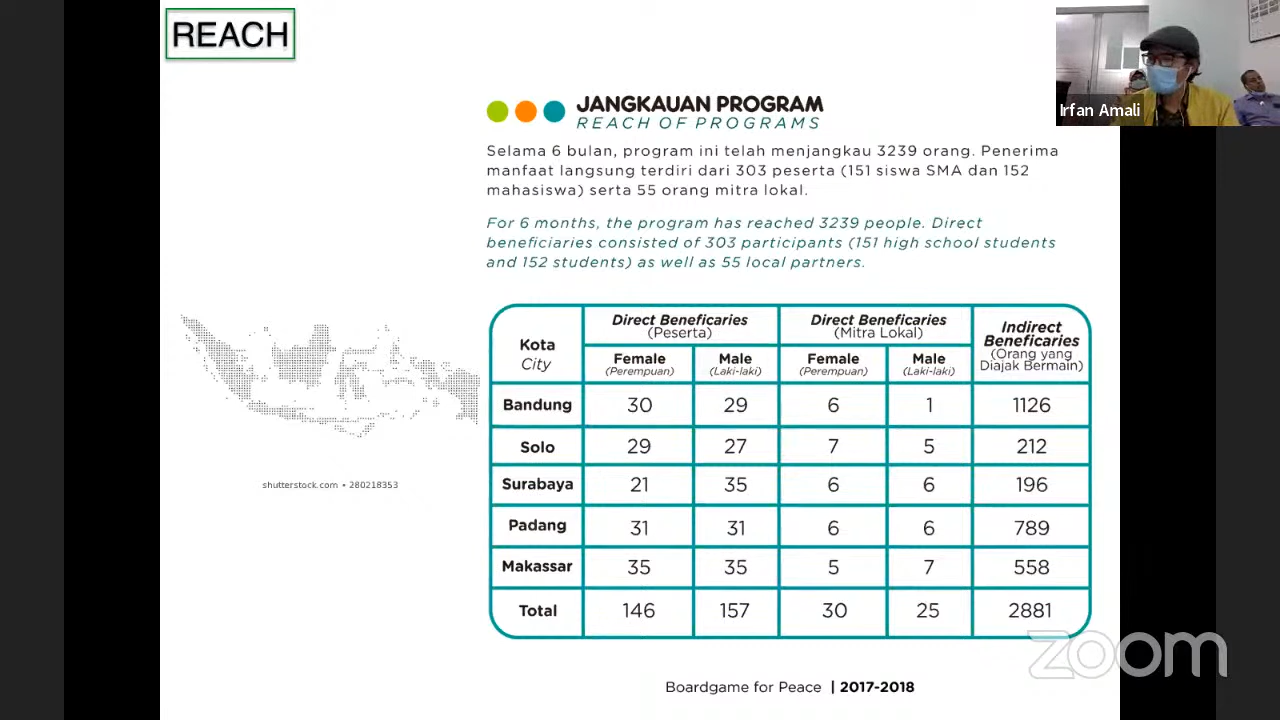 REACH
Irfan Amali
JANGKAUAN PROGRAM
REACH OF PROGRAMS
Selama 6 bulan, program ini telah menjangkau 3239 orang. Penerima
manfaat langsung terdiri dari 303 peserta (151 siswa SMA dan 152
mahasiswa) serta 55 orang mitra lokal.
For 6 months, the program has reached 3239 people. Direct
beneficiaries consisted of 303 participants (151 high school students
and 152 students) as well as 55 local partners.
Kota
City
Direct Beneficaries
(Peserta)
Direct Beneficaries
(Mitra Lokal)
Indirect
Beneficaries
(Orang yang
Diajak Bermain)
Female
(Perempuan)
Male
(Laki-laki)
Female
(Perempuan)
Male
(Laki-laki)
Bandung 30 29 6 1 1126
Solo 29 27 7 5 212
Surabaya 21 35 6 6 196
Padang 31 31 6 6 789
Makassar 35 35 5 7 558
Total 146 157 30 25 2881
shutterstock.com • 280218353
zoom
Boardgame for Peace | 2017-2018